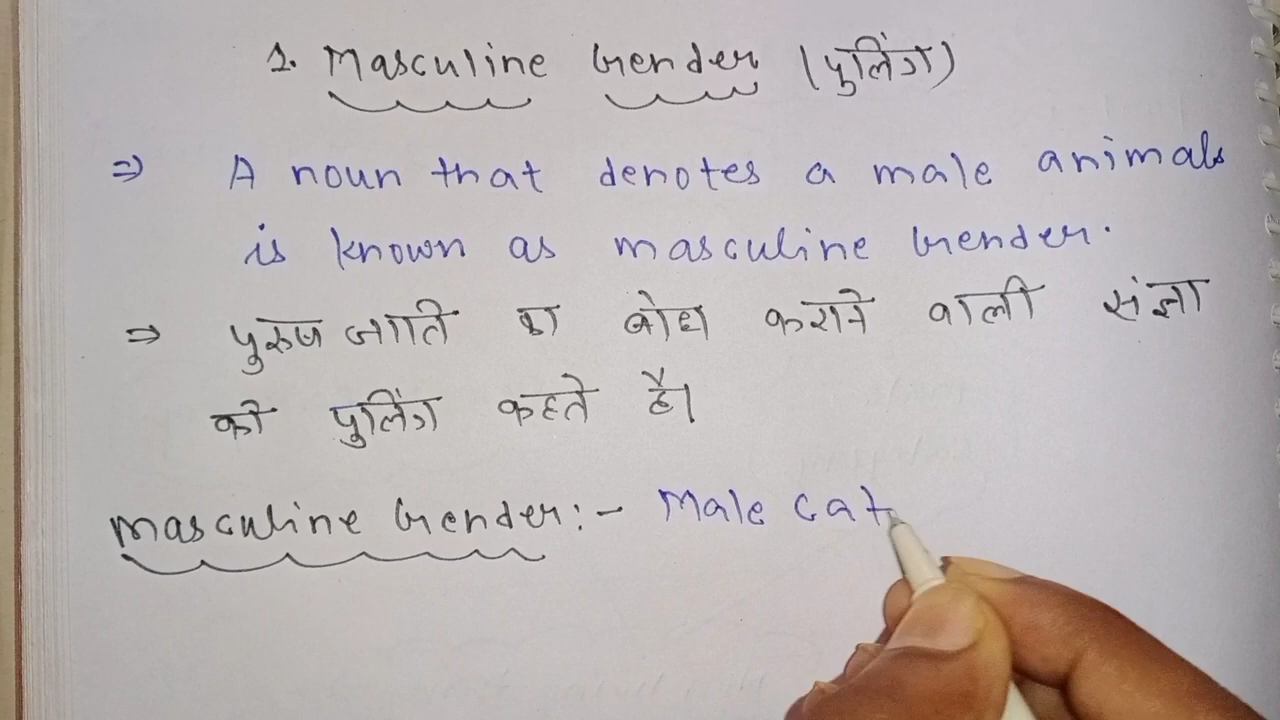 1. Masculine Gender (पुलिंग)
⇒ A noun that denotes a male animals
is known as masculine Gender.
⇒ पुरुष जाति का बोध कराने वाली संज्ञा
को पुलिंग कहते है।
Masculine Gender:- Male cat